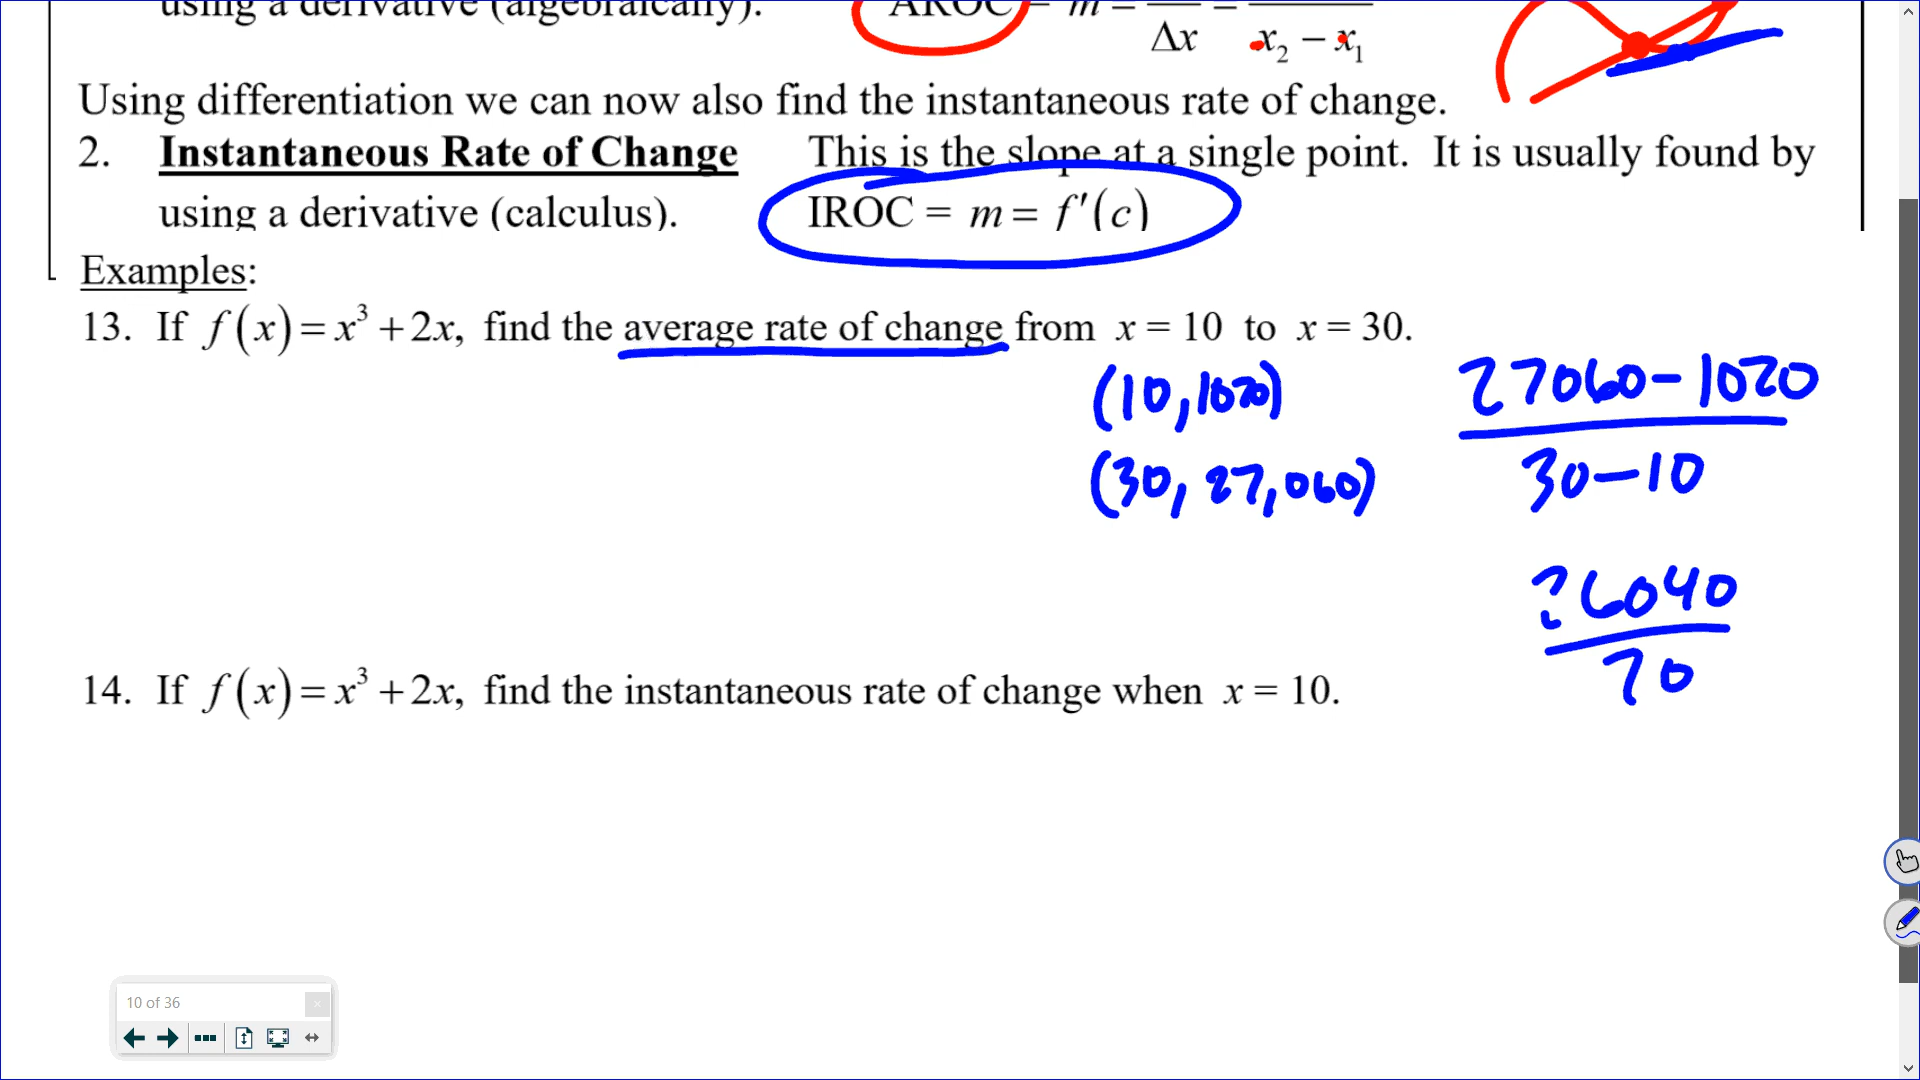 using a derivative (algebraically). AROC = m = — = —
Δx x₂ − x₁
Using differentiation we can now also find the instantaneous rate of change.
2. Instantaneous Rate of Change This is the slope at a single point. It is usually found by
using a derivative (calculus). IROC = m = f′(c)
Examples:
13. If f(x) = x³ + 2x, find the average rate of change from x = 10 to x = 30.
(10, 1020)
(30, 27,060)
27060 − 1020
30 − 10
26040
20
14. If f(x) = x³ + 2x, find the instantaneous rate of change when x = 10.
10 of 36